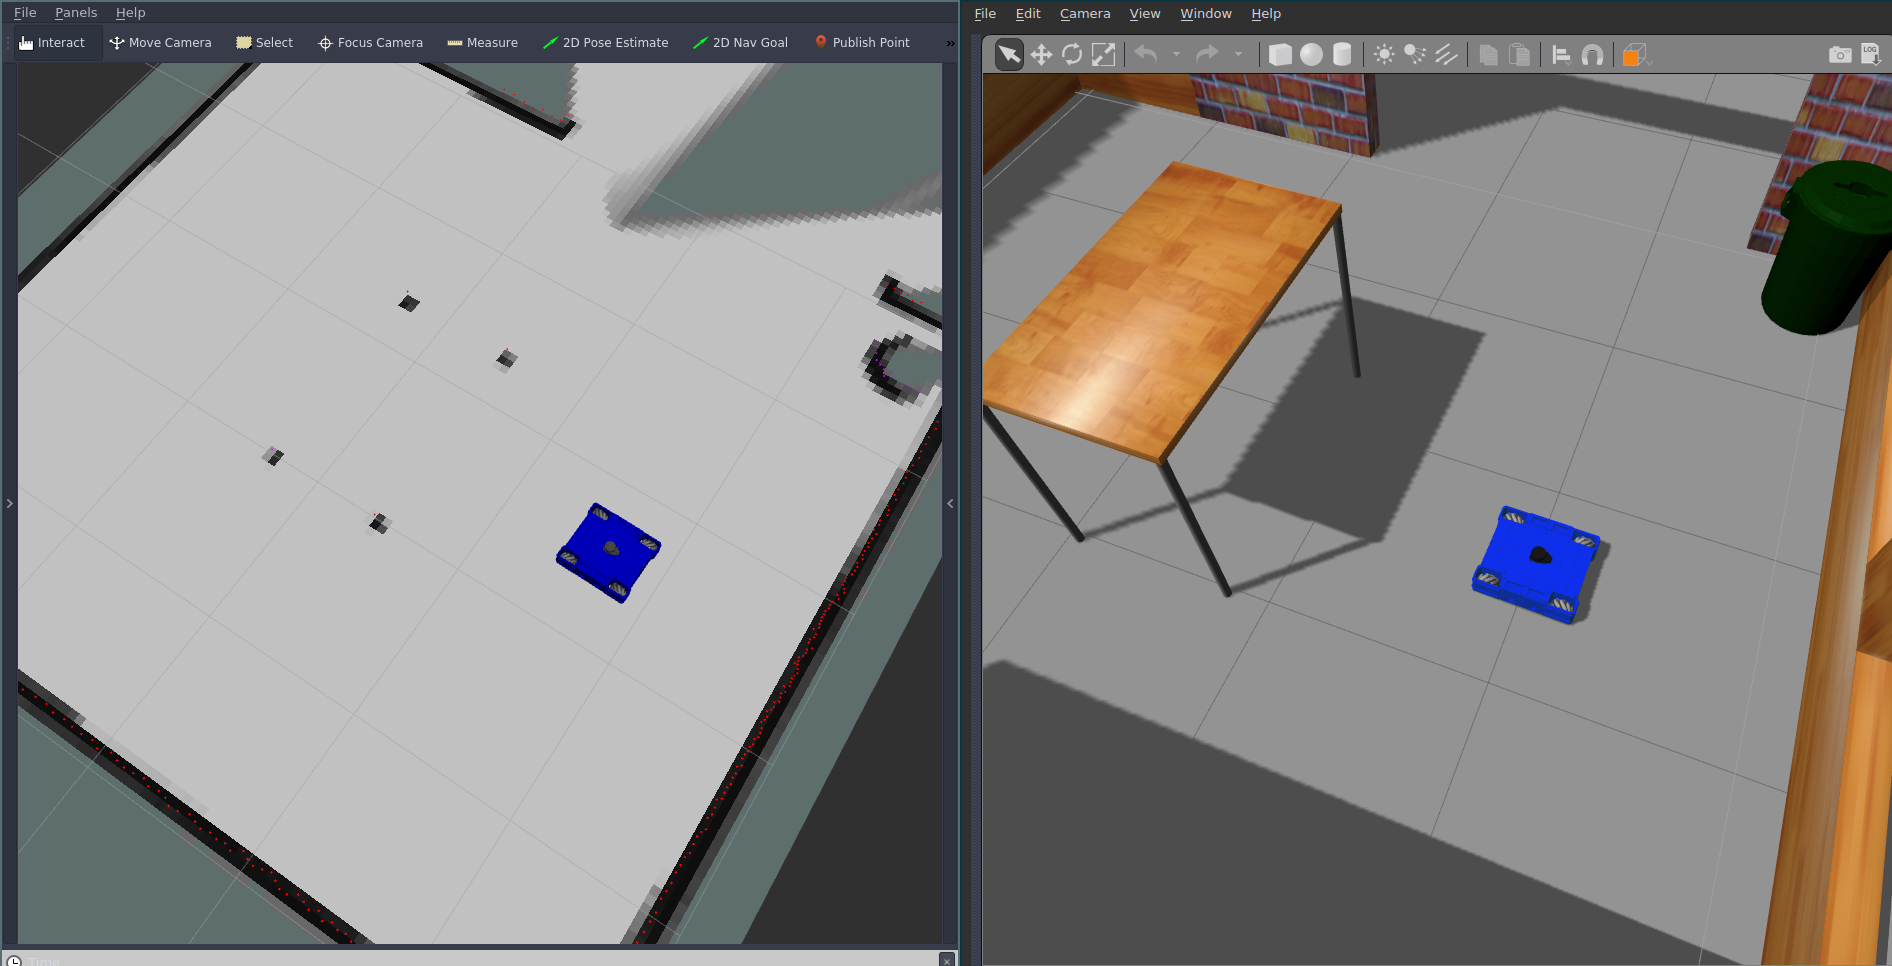 File Panels Help
Interact Move Camera Select Focus Camera Measure 2D Pose Estimate 2D Nav Goal Publish Point »
Time
File Edit Camera View Window Help
LOG